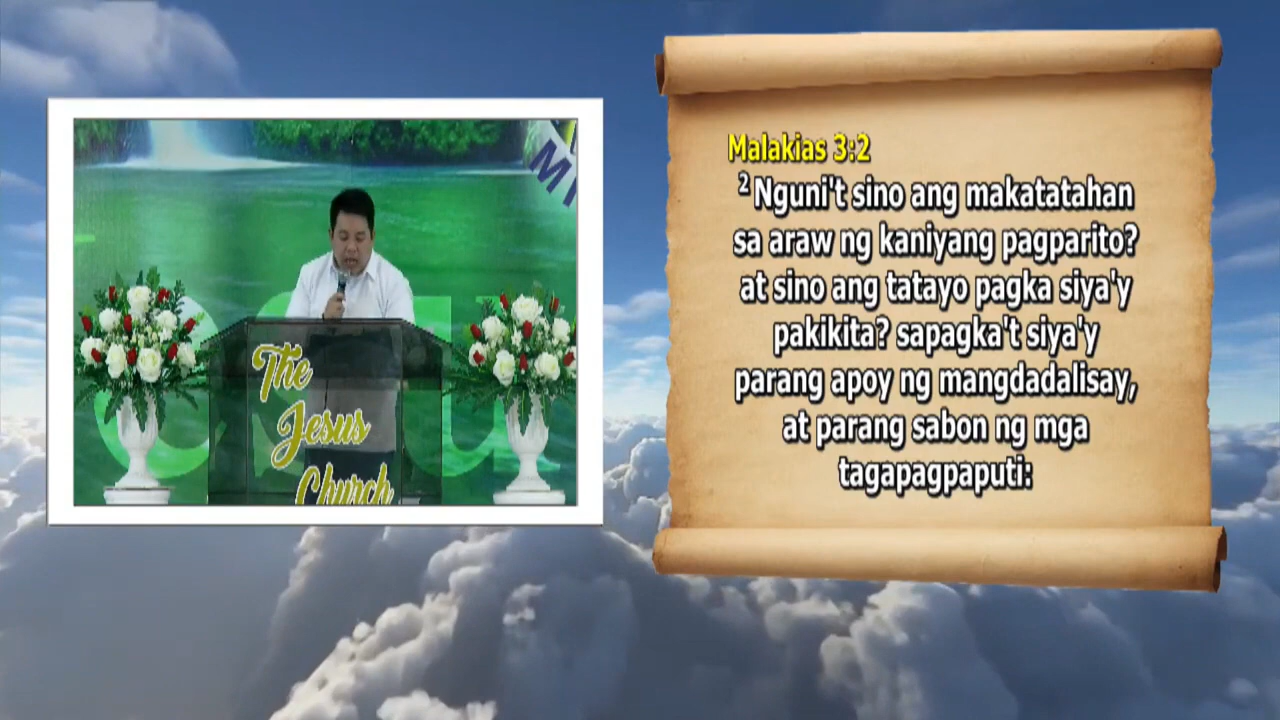 Malakias 3:2
2 Nguni't sino ang makatatahan
sa araw ng kaniyang pagparito?
at sino ang tatayo pagka siya'y
pakikita? sapagka't siya'y
parang apoy ng mangdadalisay,
at parang sabon ng mga
tagapagpaputi:
The
Jesus
Church